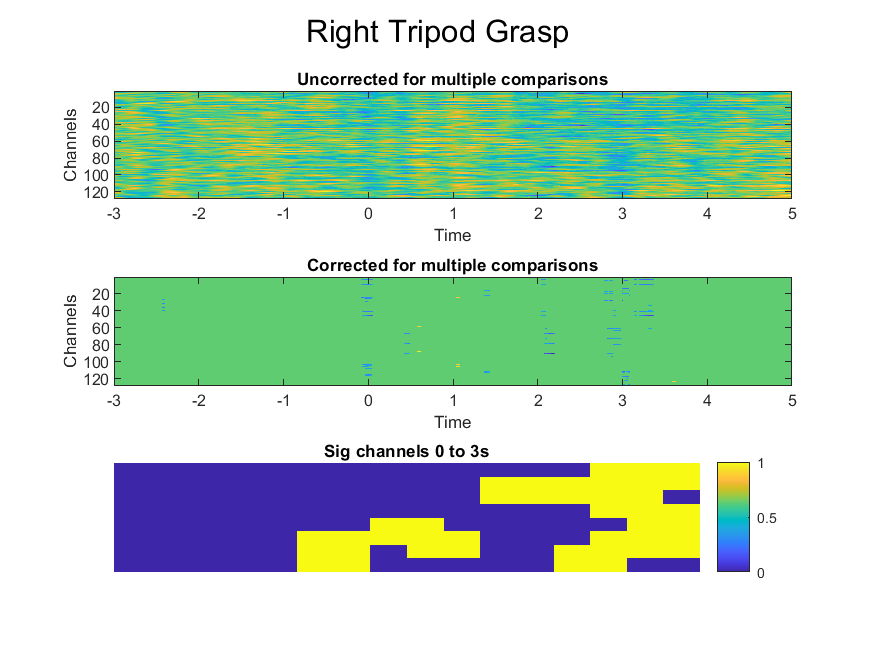 Right Tripod Grasp
Uncorrected for multiple comparisons
Channels
20
40
60
80
100
120
-3 -2 -1 0 1 2 3 4 5
Time
Corrected for multiple comparisons
Channels
20
40
60
80
100
120
-3 -2 -1 0 1 2 3 4 5
Time
Sig channels 0 to 3s
1
0.5
0